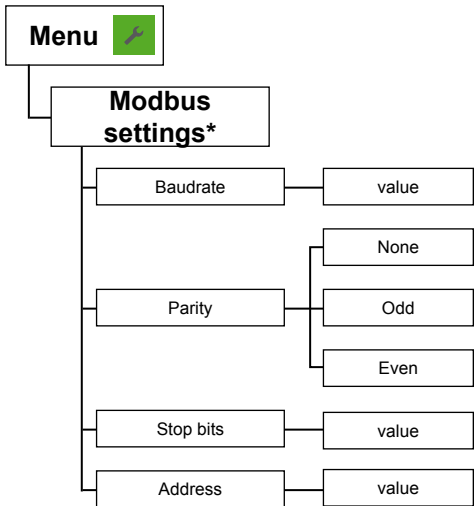 Menu
Modbus
settings*
Baudrate
value
None
Parity
Odd
Even
Stop bits
value
Address
value